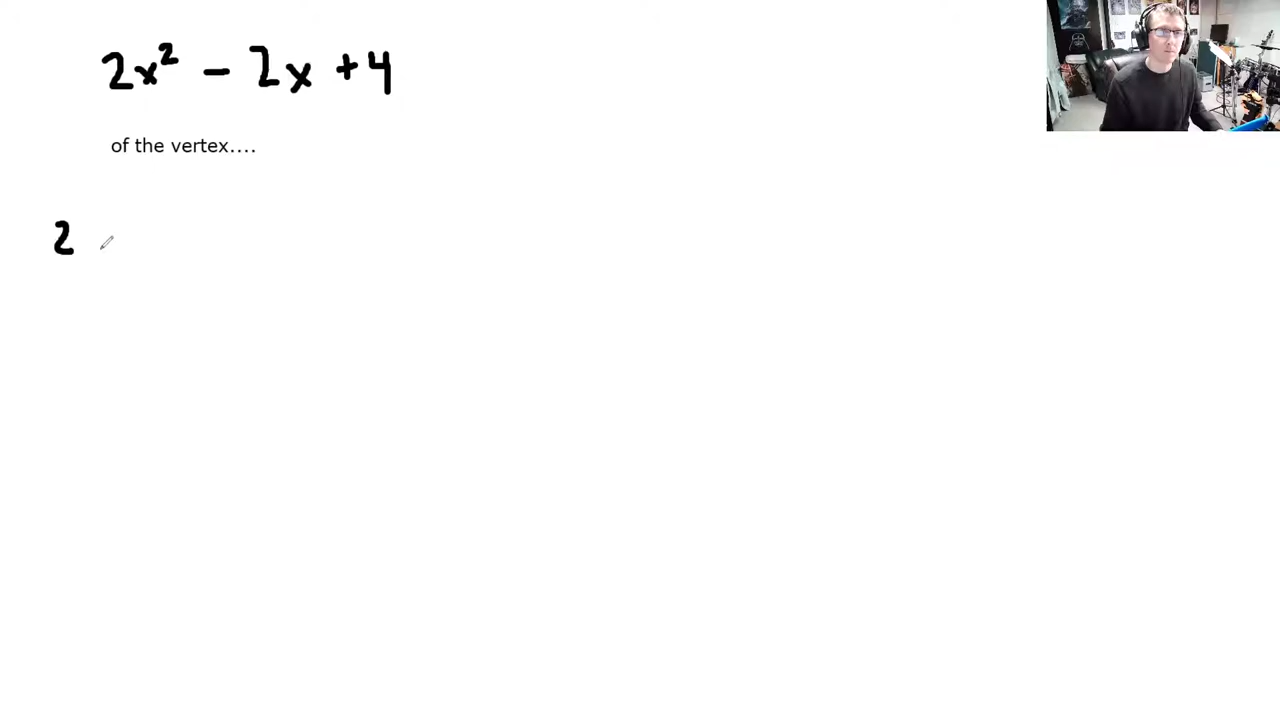 2x² - 2x + 4
of the vertex....
2